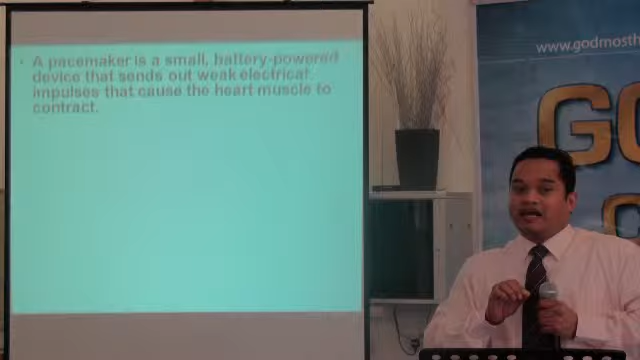 A pacemaker is a small, battery-powered
device that sends out weak electrical
impulses that cause the heart muscle to
contract.
www.godmosth
GO